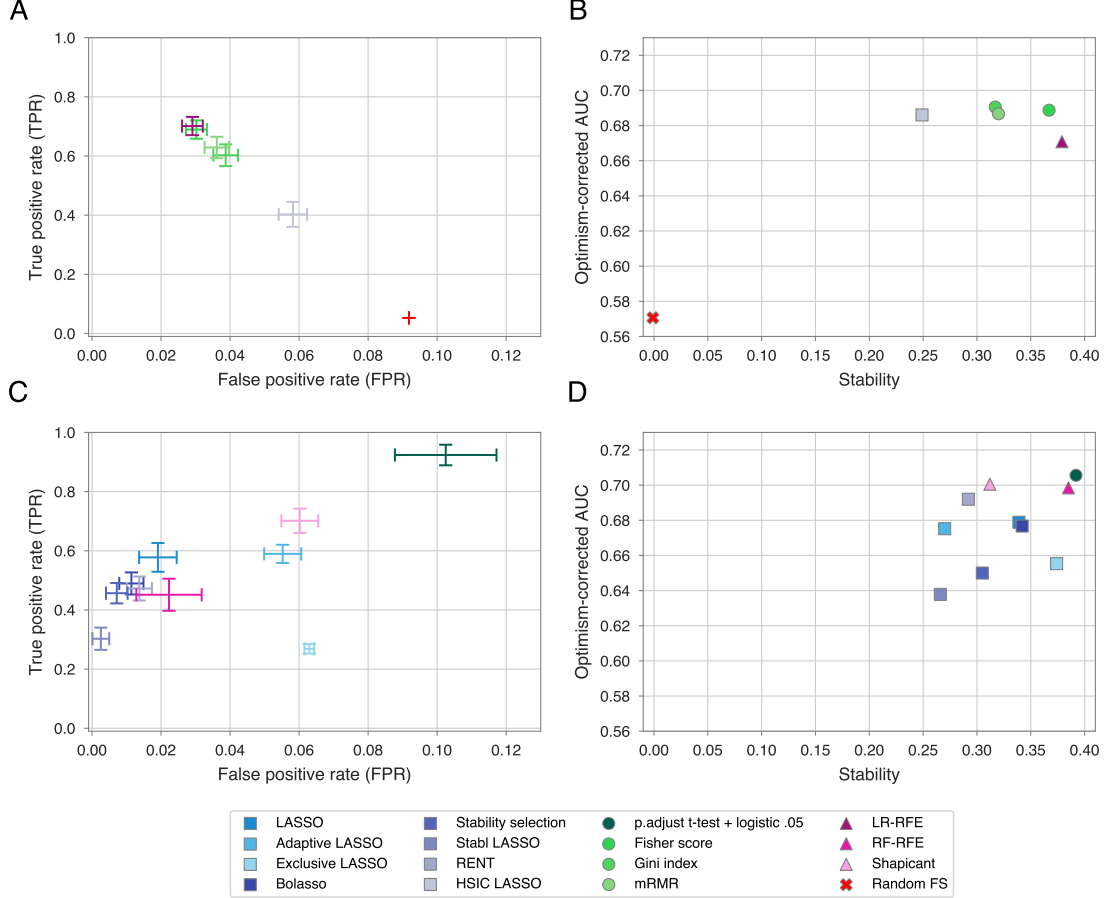 A
True positive rate (TPR)
1.0
0.8
0.6
0.4
0.2
0.0
0.00 0.02 0.04 0.06 0.08 0.10 0.12
False positive rate (FPR)
B
Optimism-corrected AUC
0.72
0.70
0.68
0.66
0.64
0.62
0.60
0.58
0.56
0.00 0.05 0.10 0.15 0.20 0.25 0.30 0.35 0.40
Stability
C
True positive rate (TPR)
1.0
0.8
0.6
0.4
0.2
0.0
0.00 0.02 0.04 0.06 0.08 0.10 0.12
False positive rate (FPR)
D
Optimism-corrected AUC
0.72
0.70
0.68
0.66
0.64
0.62
0.60
0.58
0.56
0.00 0.05 0.10 0.15 0.20 0.25 0.30 0.35 0.40
Stability
LASSO
Adaptive LASSO
Exclusive LASSO
Bolasso
Stability selection
Stabl LASSO
RENT
HSIC LASSO
p.adjust t-test + logistic .05
Fisher score
Gini index
mRMR
LR-RFE
RF-RFE
Shapicant
Random FS